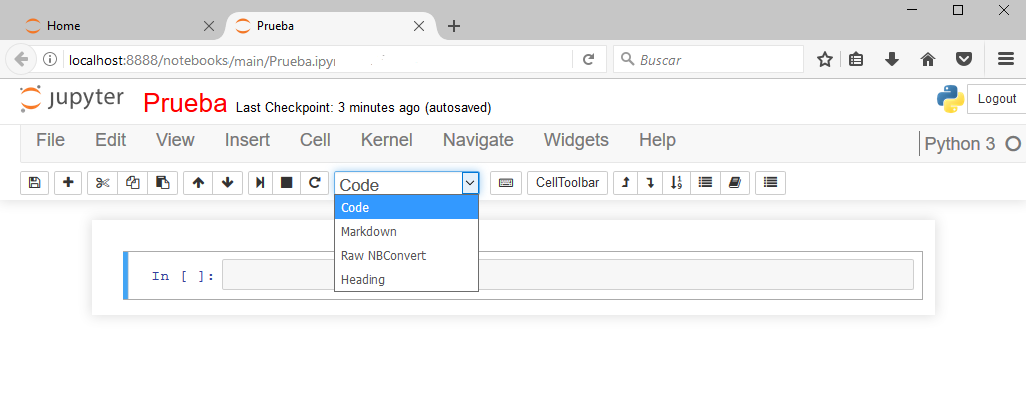 Home Prueba
localhost:8888/notebooks/main/Prueba.ipyn Buscar
jupyter Prueba Last Checkpoint: 3 minutes ago (autosaved) Logout
File Edit View Insert Cell Kernel Navigate Widgets Help Python 3
Code CellToolbar
Code
Markdown
Raw NBConvert
Heading
In [ ]: